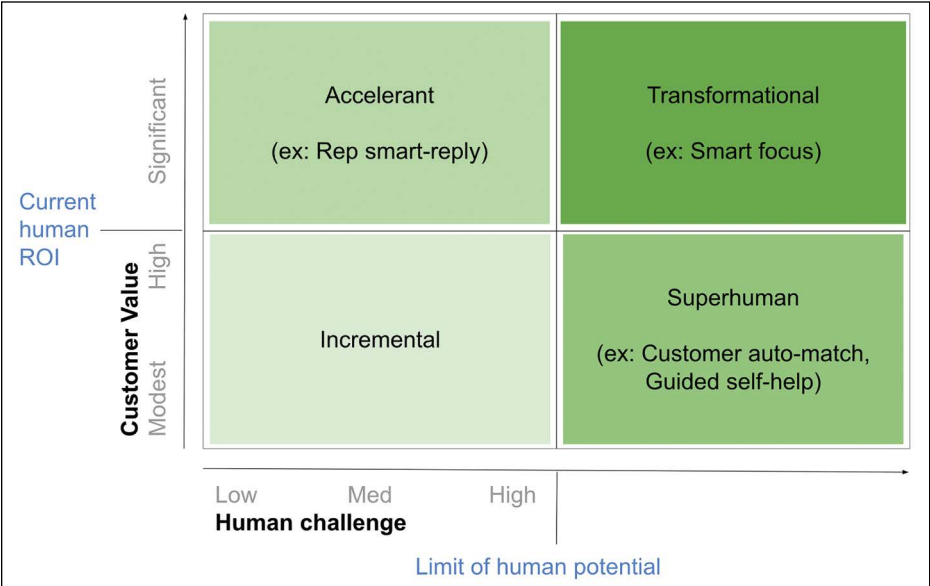 Accelerant
(ex: Rep smart-reply)
Transformational
(ex: Smart focus)
Significant
Current
human
ROI
High
Customer Value
Modest
Incremental
Superhuman
(ex: Customer auto-match,
Guided self-help)
Low Med High
Human challenge
Limit of human potential